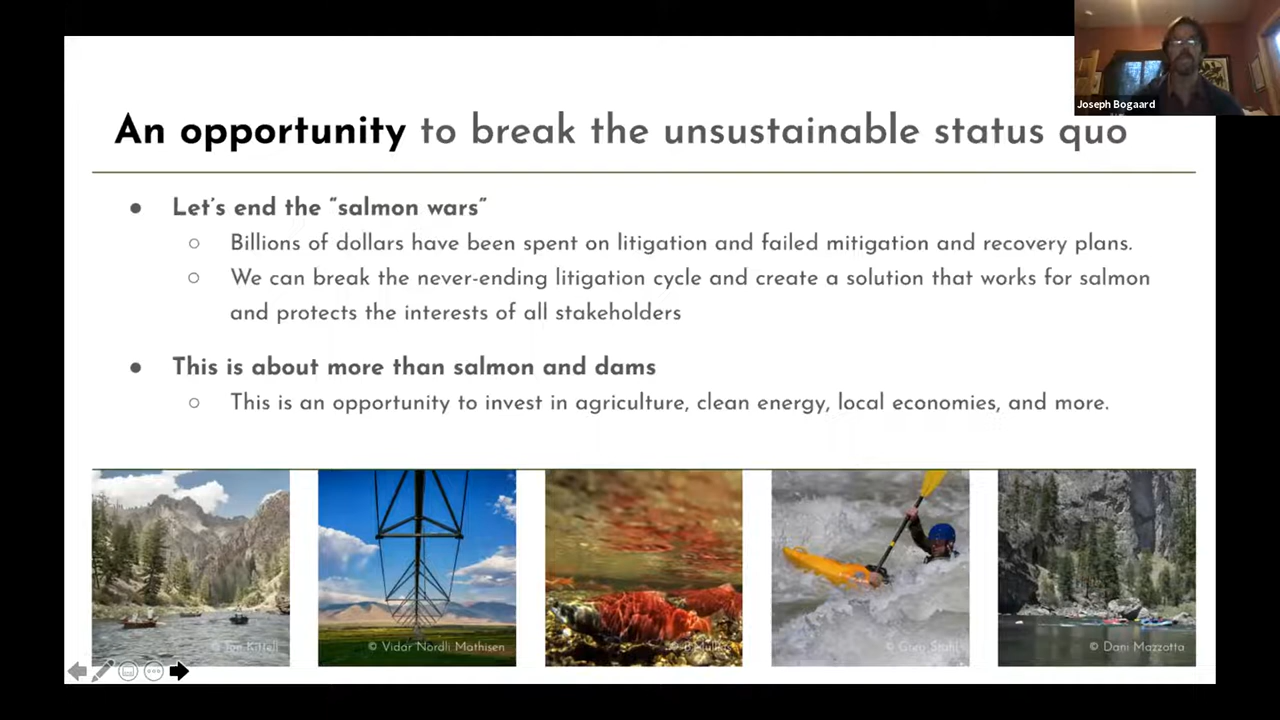 Joseph Bogaard
An opportunity to break the unsustainable status quo
● Let's end the “salmon wars”
○ Billions of dollars have been spent on litigation and failed mitigation and recovery plans.
○ We can break the never-ending litigation cycle and create a solution that works for salmon
and protects the interests of all stakeholders
● This is about more than salmon and dams
○ This is an opportunity to invest in agriculture, clean energy, local economies, and more.
© Vidar Nordli Mathisen
© Greg Stahl
© Dani Mazzotta